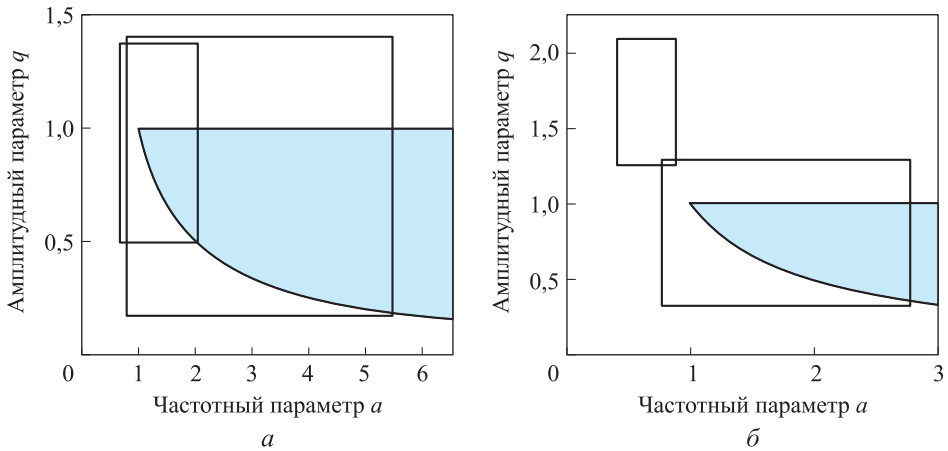 Амплитудный параметр q
1,5
1,0
0,5
0
1 2 3 4 5 6
Частотный параметр a
а
Амплитудный параметр q
2,0
1,5
1,0
0,5
0
1 2 3
Частотный параметр a
б